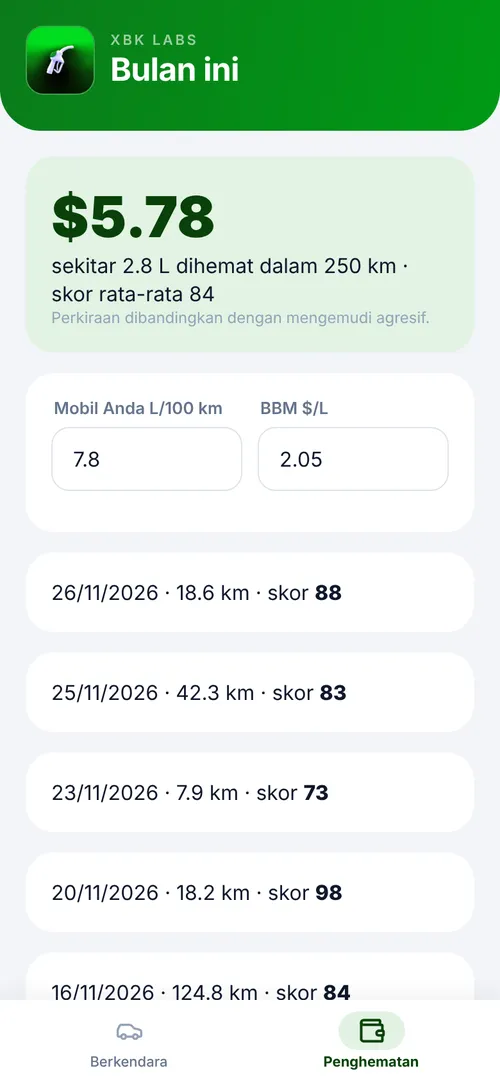 XBK LABS
Bulan ini
$5.78
sekitar 2.8 L dihemat dalam 250 km ·
skor rata-rata 84
Perkiraan dibandingkan dengan mengemudi agresif.
Mobil Anda L/100 km
BBM $/L
7.8
2.05
26/11/2026 · 18.6 km · skor 88
25/11/2026 · 42.3 km · skor 83
23/11/2026 · 7.9 km · skor 73
20/11/2026 · 18.2 km · skor 98
16/11/2026 · 124.8 km · skor 84
Berkendara
Penghematan